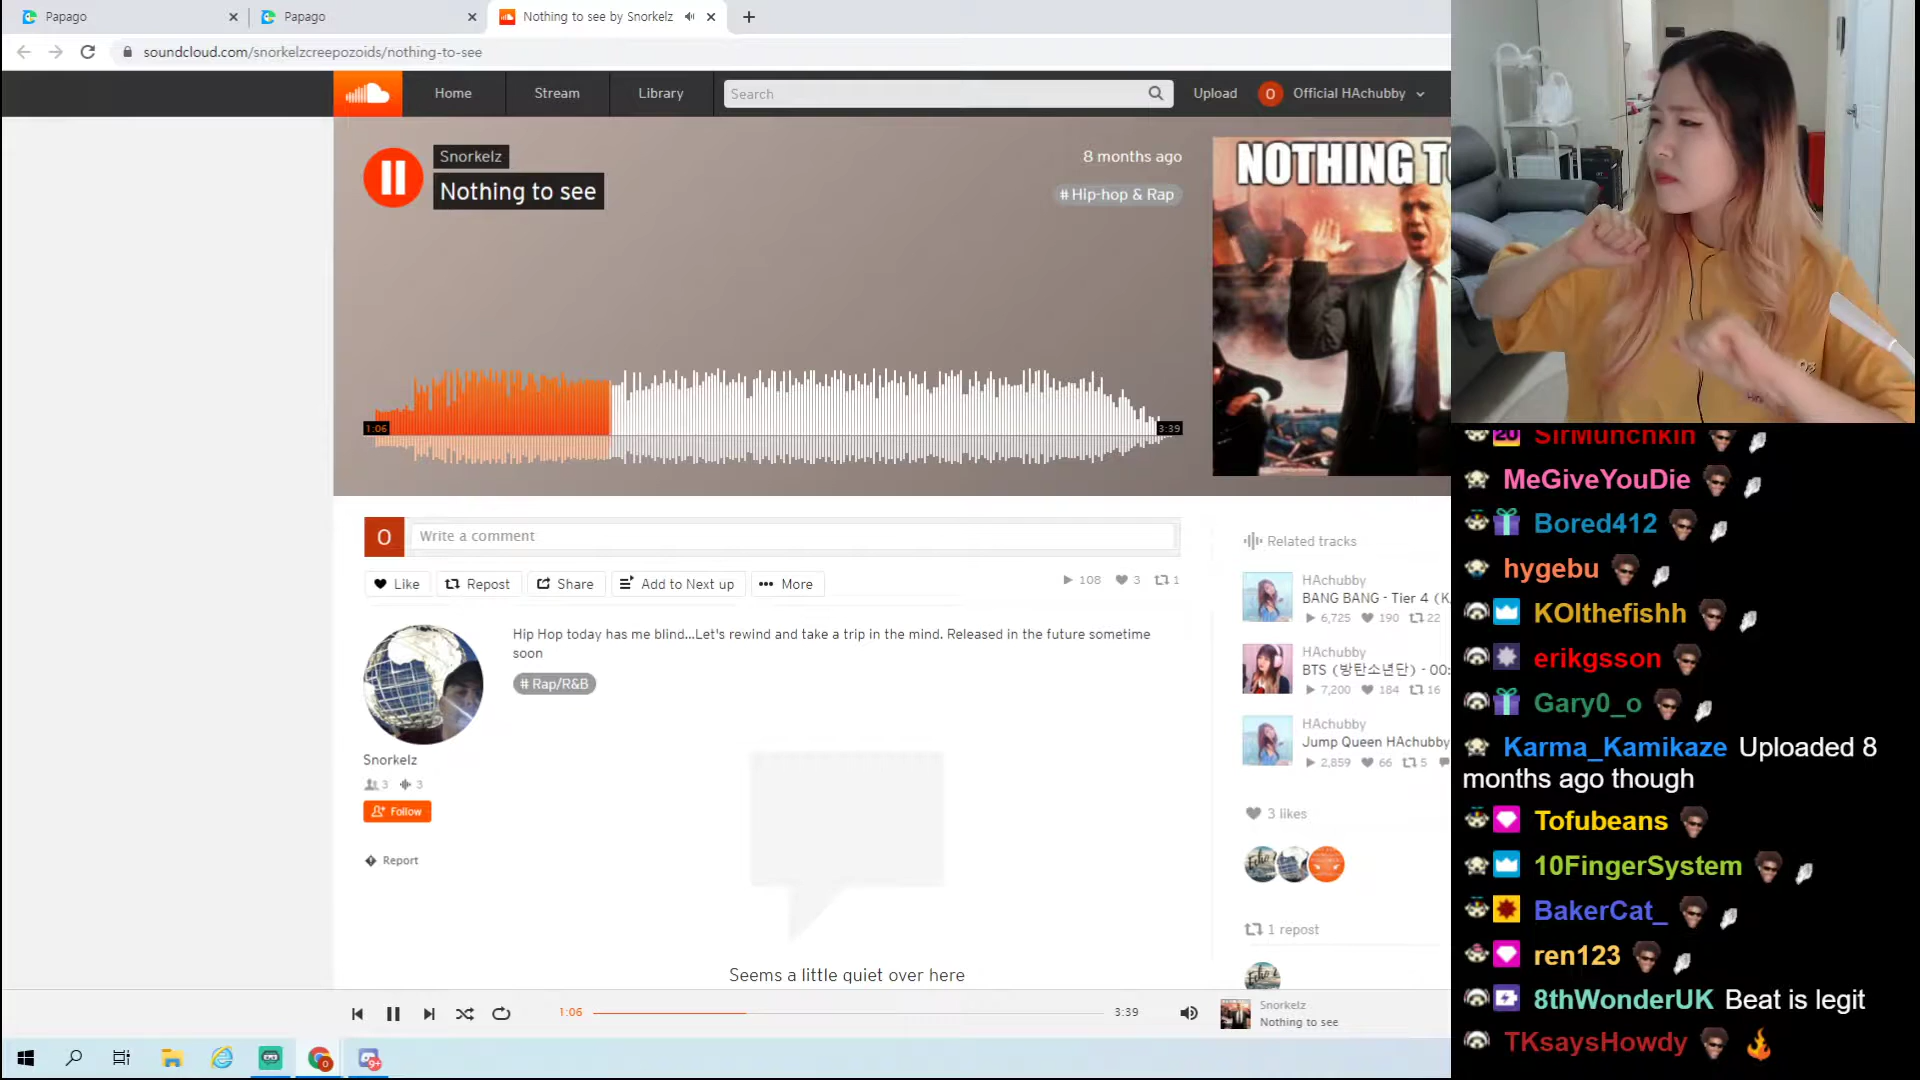 Papago
Papago
Nothing to see by Snorkelz
soundcloud.com/snorkelzcreepozoids/nothing-to-see
Home
Stream
Library
Search
Upload
O
Official HAchubby
Snorkelz
Nothing to see
8 months ago
# Hip-hop & Rap
NOTHING T
1:06
3:39
O
Write a comment
Like
Repost
Share
Add to Next up
More
108
3
1
Hip Hop today has me blind...Let's rewind and take a trip in the mind. Released in the future sometime
soon
# Rap/R&B
Snorkelz
3
3
Follow
Report
Seems a little quiet over here
Related tracks
HAchubby
BANG BANG - Tier 4 (K
6,725
190
22
HAchubby
BTS (방탄소년단) - 00:
7,200
184
16
HAchubby
Jump Queen HAchubby
2,859
66
5
3 likes
1 repost
1:06
3:39
Snorkelz
Nothing to see
9+
SirMunchkin
MeGiveYouDie
Bored412
hygebu
KOIthefishh
erikgsson
Gary0_o
Karma_Kamikaze Uploaded 8
months ago though
Tofubeans
10FingerSystem
BakerCat_
ren123
8thWonderUK Beat is legit
TKsaysHowdy